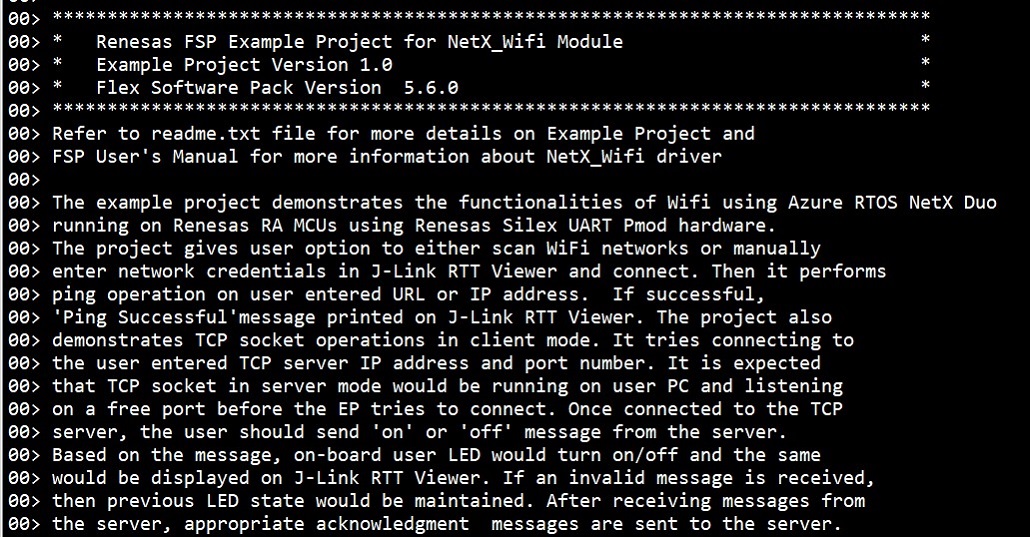 00> ********************************************************************************
00> *   Renesas FSP Example Project for NetX_Wifi Module                           *
00> *   Example Project Version 1.0                                                *
00> *   Flex Software Pack Version  5.6.0                                          *
00> ********************************************************************************
00> Refer to readme.txt file for more details on Example Project and
00> FSP User's Manual for more information about NetX_Wifi driver
00>
00> The example project demonstrates the functionalities of Wifi using Azure RTOS NetX Duo
00> running on Renesas RA MCUs using Renesas Silex UART Pmod hardware.
00> The project gives user option to either scan WiFi networks or manually
00> enter network credentials in J-Link RTT Viewer and connect. Then it performs
00> ping operation on user entered URL or IP address.  If successful,
00> 'Ping Successful'message printed on J-Link RTT Viewer. The project also
00> demonstrates TCP socket operations in client mode. It tries connecting to
00> the user entered TCP server IP address and port number. It is expected
00> that TCP socket in server mode would be running on user PC and listening
00> on a free port before the EP tries to connect. Once connected to the TCP
00> server, the user should send 'on' or 'off' message from the server.
00> Based on the message, on-board user LED would turn on/off and the same
00> would be displayed on J-Link RTT Viewer. If an invalid message is received,
00> then previous LED state would be maintained. After receiving messages from
00> the server, appropriate acknowledgment  messages are sent to the server.